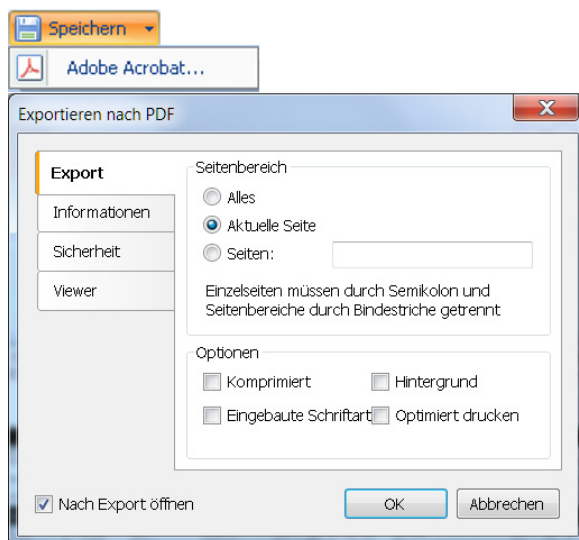 Speichern
Adobe Acrobat...
Exportieren nach PDF
Export
Informationen
Sicherheit
Viewer
Seitenbereich
Alles
Aktuelle Seite
Seiten:
Einzelseiten müssen durch Semikolon und
Seitenbereiche durch Bindestriche getrennt
Optionen
Komprimiert
Hintergrund
Eingebaute Schriftart
Optimiert drucken
Nach Export öffnen
OK
Abbrechen